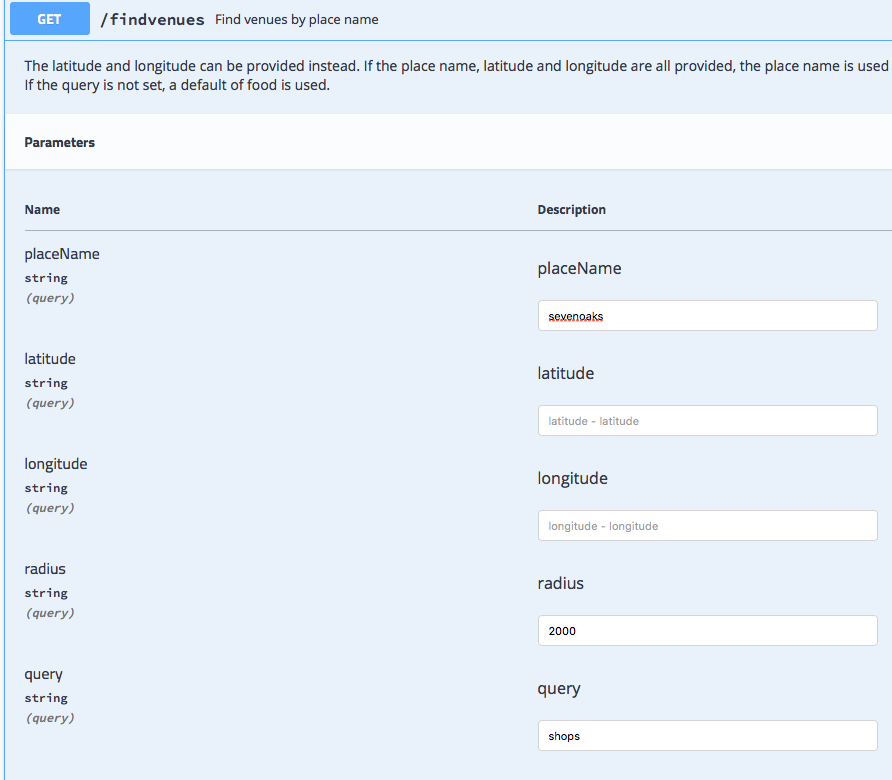 GET /findvenues Find venues by place name
The latitude and longitude can be provided instead. If the place name, latitude and longitude are all provided, the place name is used
If the query is not set, a default of food is used.
Parameters
Name Description
placeName
string
(query)
placeName
sevenoaks
latitude
string
(query)
latitude
latitude - latitude
longitude
string
(query)
longitude
longitude - longitude
radius
string
(query)
radius
2000
query
string
(query)
query
shops